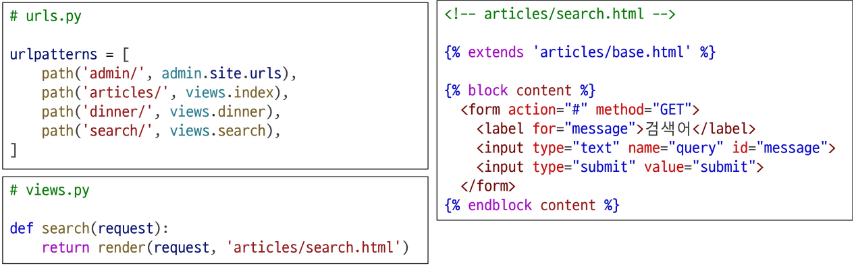 # urls.py

urlpatterns = [
    path('admin/', admin.site.urls),
    path('articles/', views.index),
    path('dinner/', views.dinner),
    path('search/', views.search),
]

# views.py

def search(request):
    return render(request, 'articles/search.html')

<!-- articles/search.html -->

{% extends 'articles/base.html' %}

{% block content %}
  <form action="#" method="GET">
    <label for="message">검색어</label>
    <input type="text" name="query" id="message">
    <input type="submit" value="submit">
  </form>
{% endblock content %}